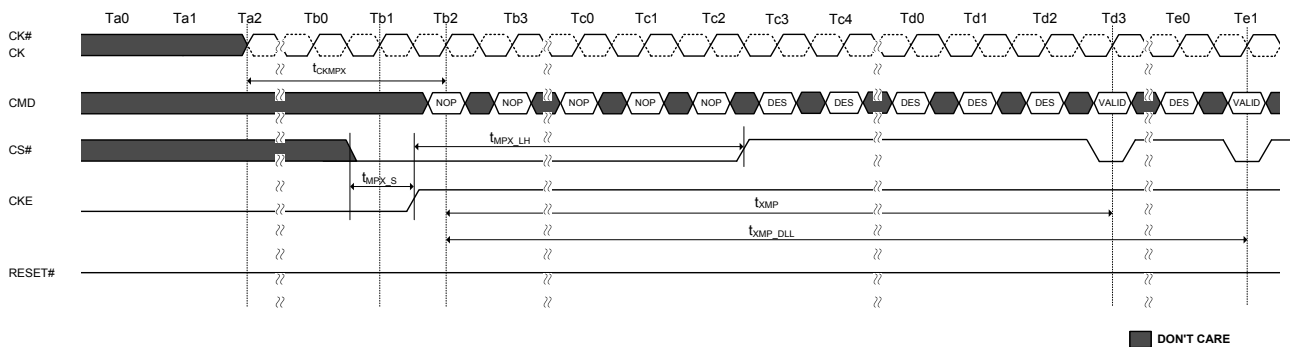 Ta0 Ta1 Ta2 Tb0 Tb1 Tb2 Tb3 Tc0 Tc1 Tc2 Tc3 Tc4 Td0 Td1 Td2 Td3 Te0 Te1
CK#
CK
tCKMPX
CMD NOP NOP NOP NOP NOP DES DES DES DES DES VALID DES VALID
CS#
tMPX_LH
tMPX_S
CKE
tXMP
tXMP_DLL
RESET#
DON'T CARE